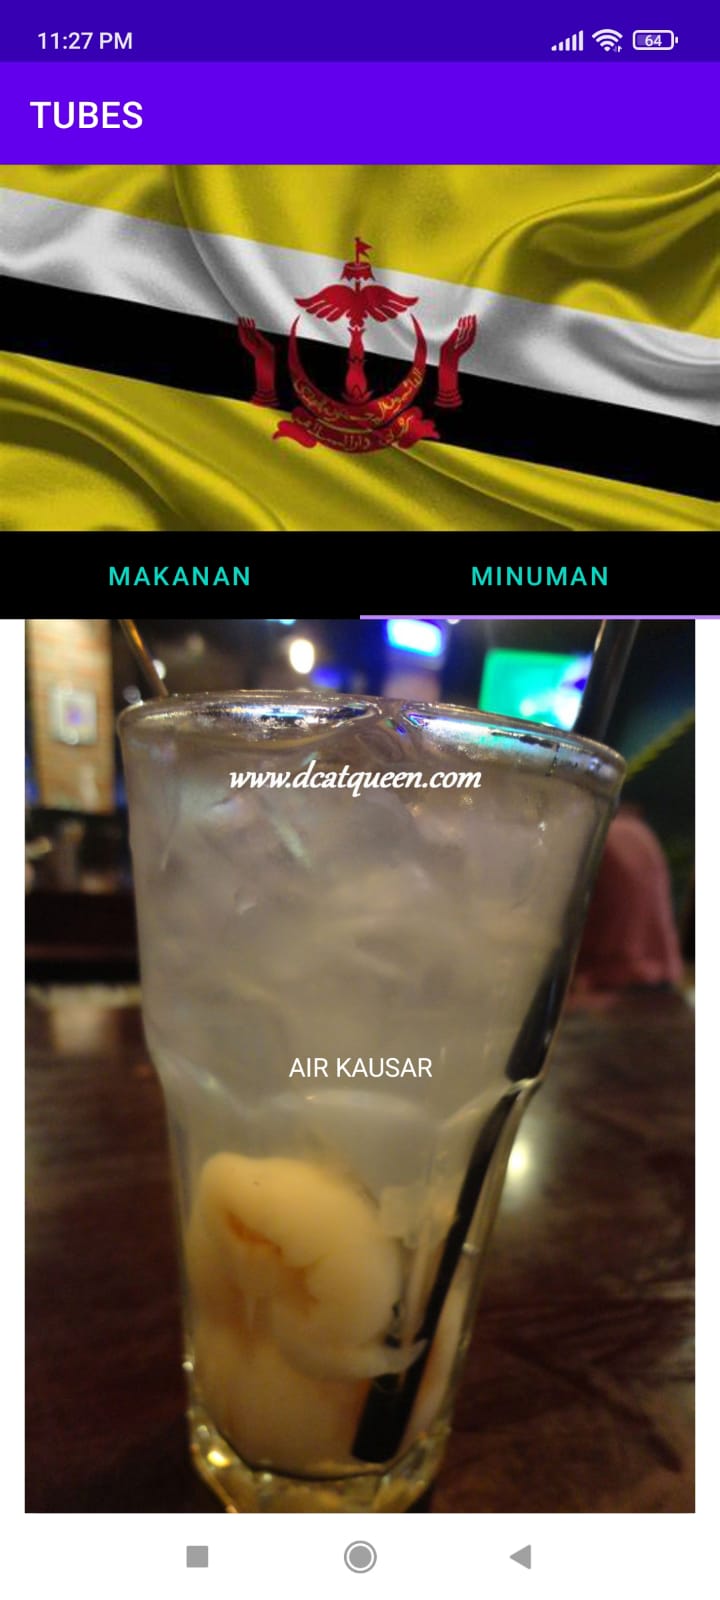 11:27 PM
64
TUBES
MAKANAN
MINUMAN
www.dcatqueen.com
AIR KAUSAR